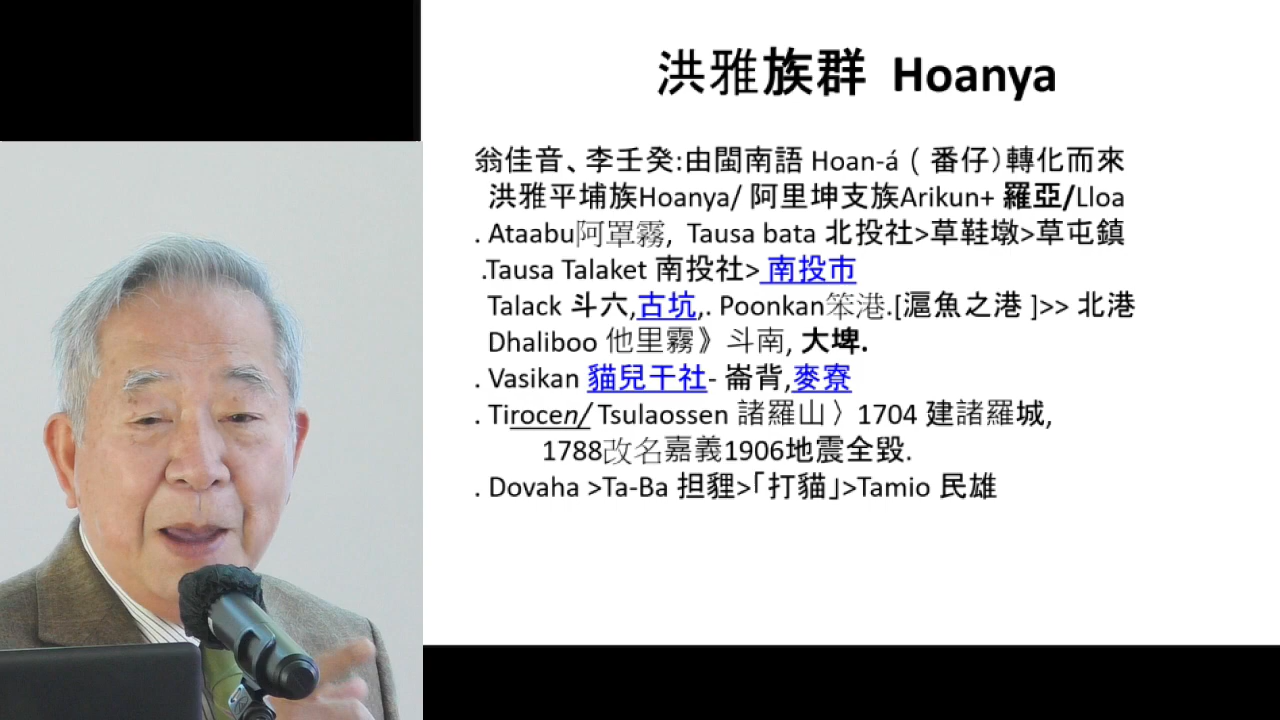 洪雅族群 Hoanya
翁佳音、李壬癸:由閩南語 Hoan-á ( 番仔)轉化而來
洪雅平埔族Hoanya/ 阿里坤支族Arikun+ 羅亞/Lloa
. Ataabu阿罩霧, Tausa bata 北投社>草鞋墩>草屯鎮
.Tausa Talaket 南投社> 南投市
Talack 斗六,古坑,. Poonkan笨港.[滬魚之港 ]>> 北港
Dhaliboo 他里霧》斗南, 大埤.
. Vasikan 貓兒干社- 崙背,麥寮
. Tirocen/ Tsulaossen 諸羅山〉1704 建諸羅城,
1788改名嘉義1906地震全毀.
. Dovaha >Ta-Ba 担貍>「打貓」>Tamio 民雄